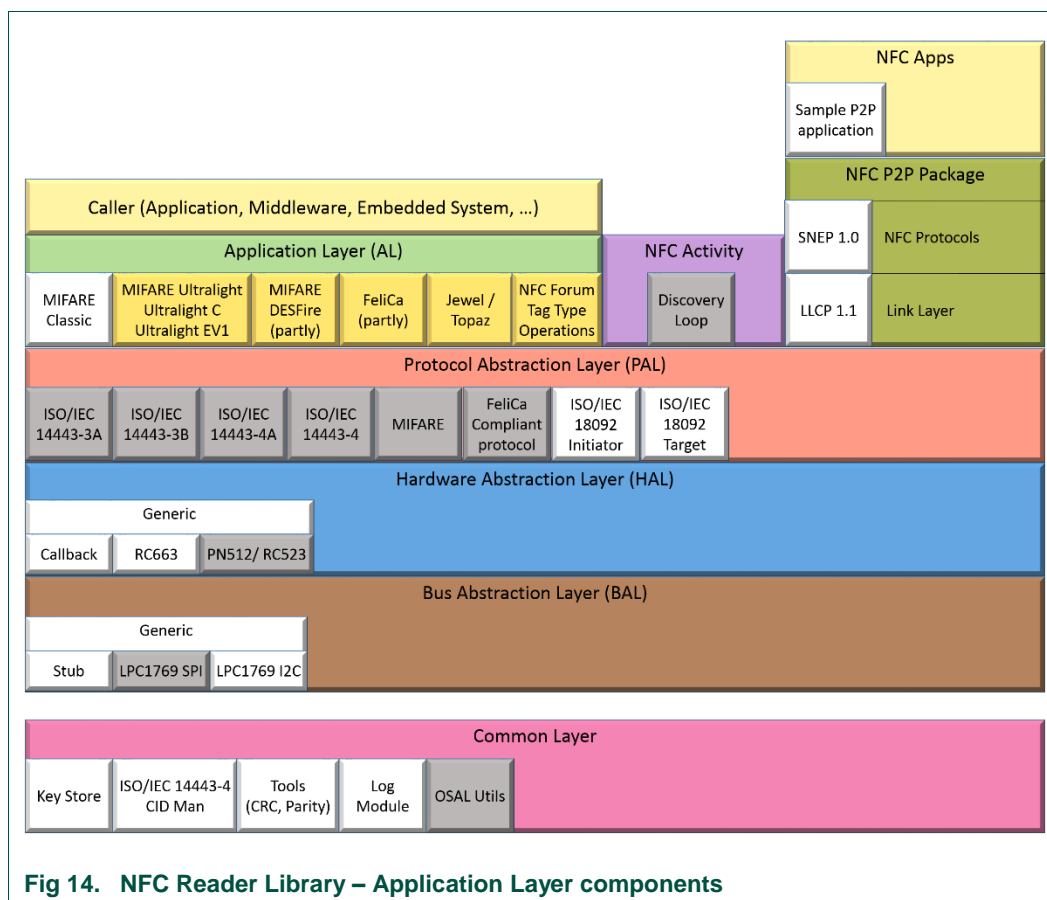 NFC Apps
Sample P2P
application
NFC P2P Package
SNEP 1.0
NFC Protocols
LLCP 1.1
Link Layer
Caller (Application, Middleware, Embedded System, ...)
Application Layer (AL)
NFC Activity
MIFARE
Classic
MIFARE Ultralight
Ultralight C
Ultralight EV1
MIFARE
DESFire
(partly)
FeliCa
(partly)
Jewel /
Topaz
NFC Forum
Tag Type
Operations
Discovery
Loop
Protocol Abstraction Layer (PAL)
ISO/IEC
14443-3A
ISO/IEC
14443-3B
ISO/IEC
14443-4A
ISO/IEC
14443-4
MIFARE
FeliCa
Compliant
protocol
ISO/IEC
18092
Initiator
ISO/IEC
18092
Target
Hardware Abstraction Layer (HAL)
Generic
Callback
RC663
PN512/ RC523
Bus Abstraction Layer (BAL)
Generic
Stub
LPC1769 SPI
LPC1769 I2C
Common Layer
Key Store
ISO/IEC 14443-4
CID Man
Tools
(CRC, Parity)
Log
Module
OSAL Utils
Fig 14. NFC Reader Library – Application Layer components